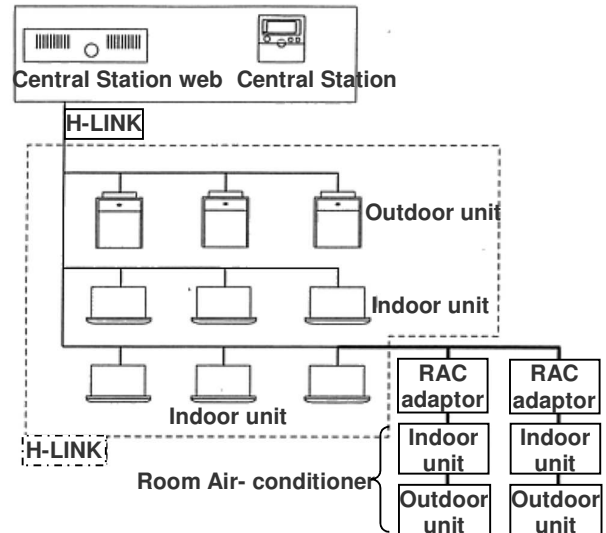 Central Station web Central Station
H-LINK
Outdoor unit
Indoor unit
Indoor unit
H-LINK
RAC
adaptor
RAC
adaptor
Indoor
unit
Indoor
unit
Room Air- conditioner
Outdoor
unit
Outdoor
unit